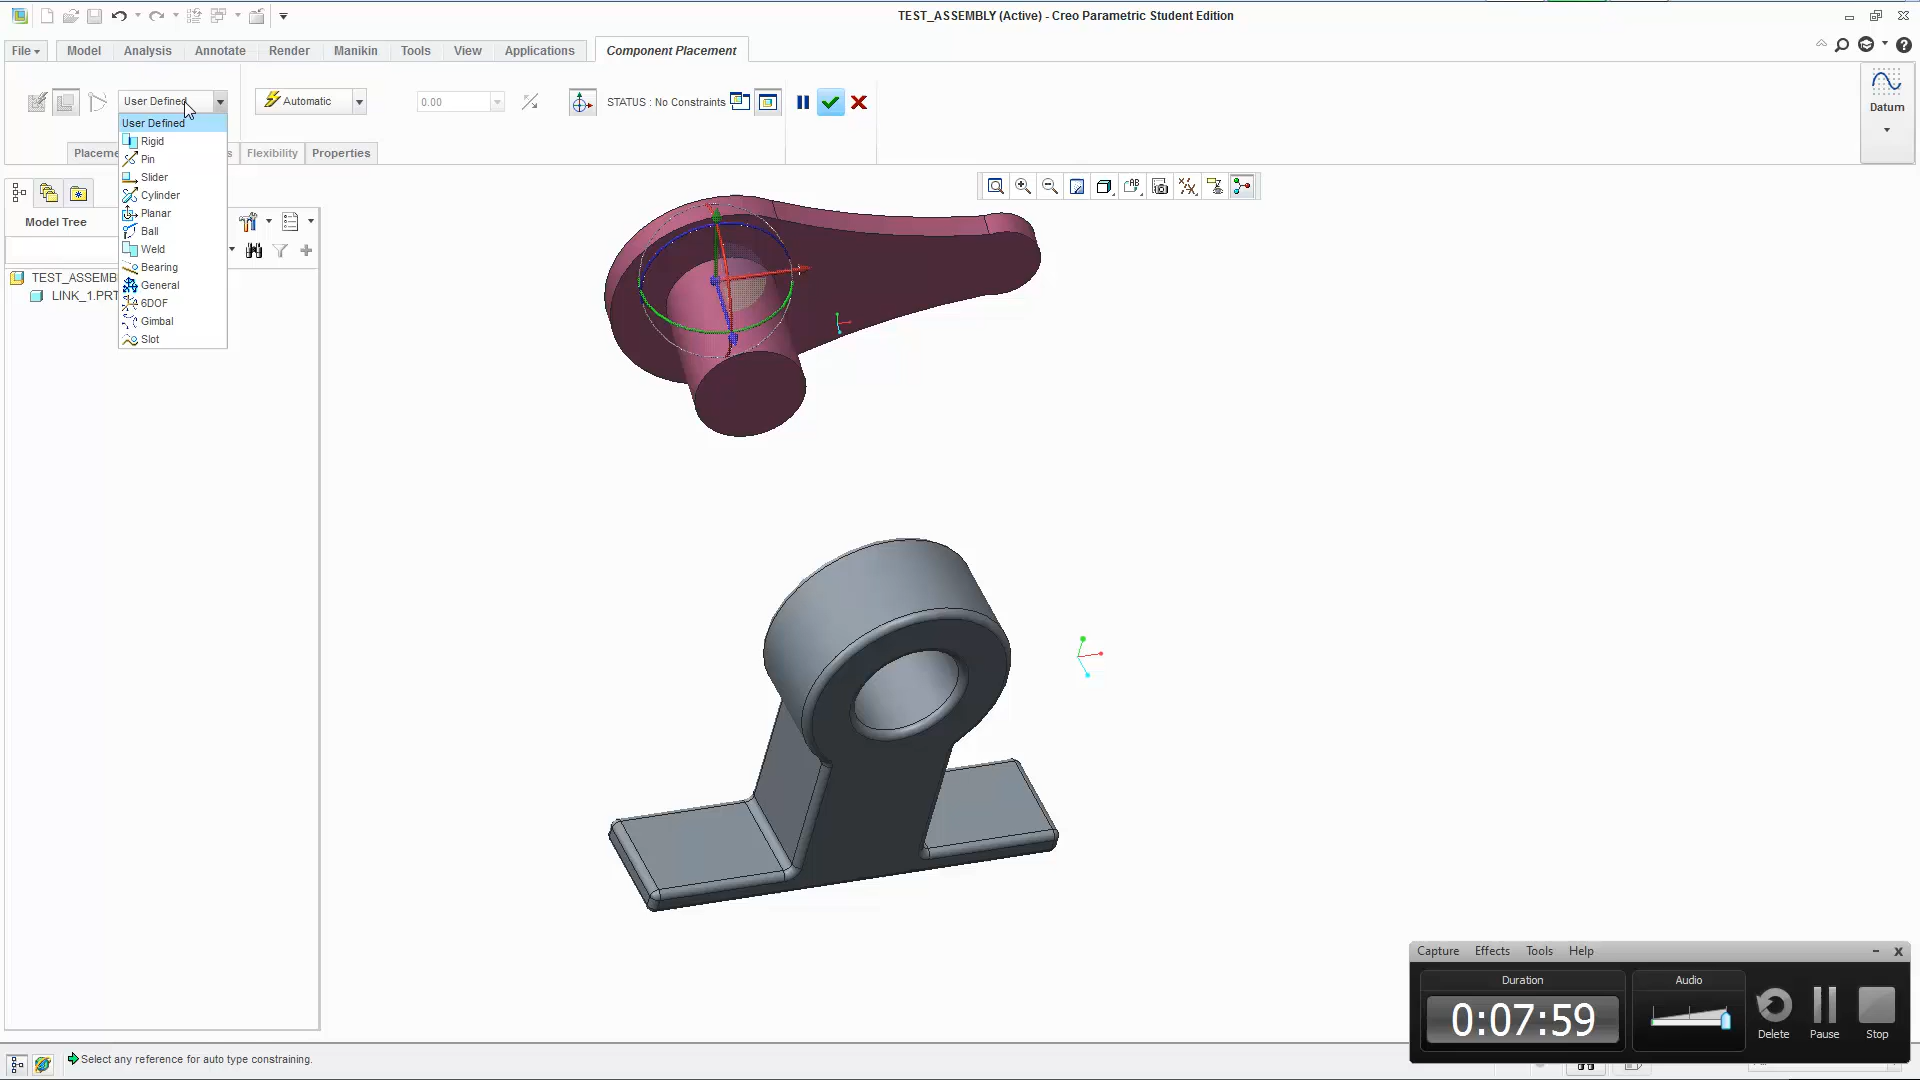 TEST_ASSEMBLY (Active) - Creo Parametric Student Edition
File Model Analysis Annotate Render Manikin Tools View Applications Component Placement
User Defined Automatic 0.00 STATUS : No Constraints
Datum
User Defined
Rigid
Pin
Slider
Cylinder
Planar
Ball
Weld
Bearing
General
6DOF
Gimbal
Slot
Flexibility Properties
Model Tree
TEST_ASSEMB
LINK_1.PRT
Capture Effects Tools Help
Duration Audio
0:07:59
Delete Pause Stop
Select any reference for auto type constraining.